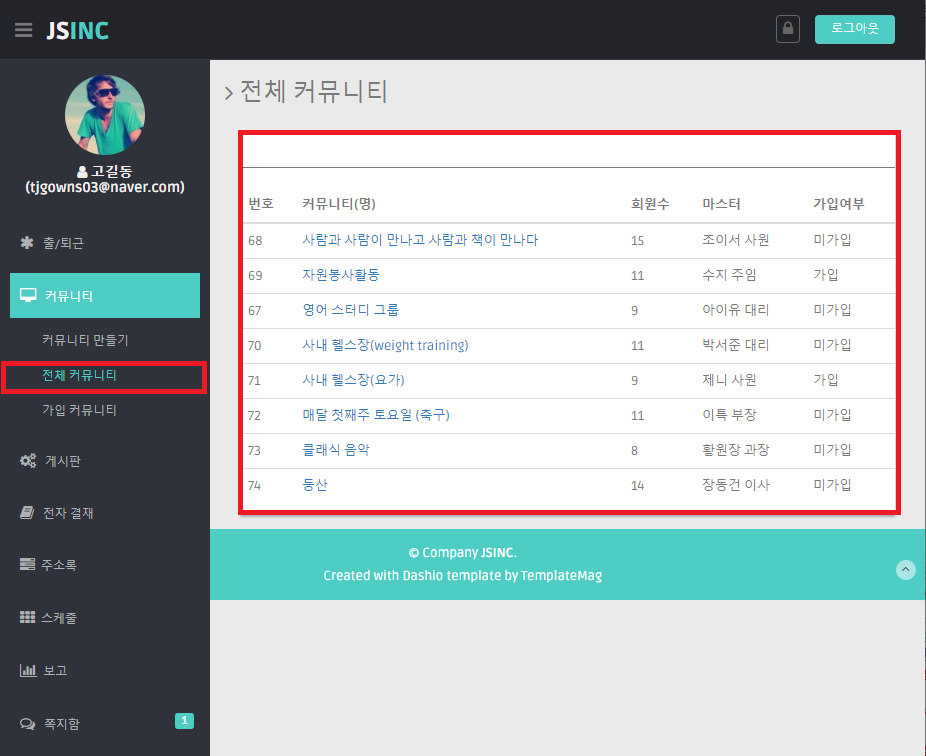 JSINC
로그아웃
고길동
(tjgowns03@naver.com)
출/퇴근
커뮤니티
커뮤니티 만들기
전체 커뮤니티
가입 커뮤니티
게시판
전자 결재
주소록
스케줄
보고
쪽지함 1
전체 커뮤니티
번호 커뮤니티(명) 회원수 마스터 가입여부
68 사람과 사람이 만나고 사람과 책이 만나다 15 조이서 사원 미가입
69 자원봉사활동 11 수지 주임 가입
67 영어 스터디 그룹 9 아이유 대리 미가입
70 사내 헬스장(weight training) 11 박서준 대리 미가입
71 사내 헬스장(요가) 9 제니 사원 가입
72 매달 첫째주 토요일 (축구) 11 이특 부장 미가입
73 클래식 음악 8 황원장 과장 미가입
74 등산 14 장동건 이사 미가입
© Company JSINC.
Created with Dashio template by TemplateMag